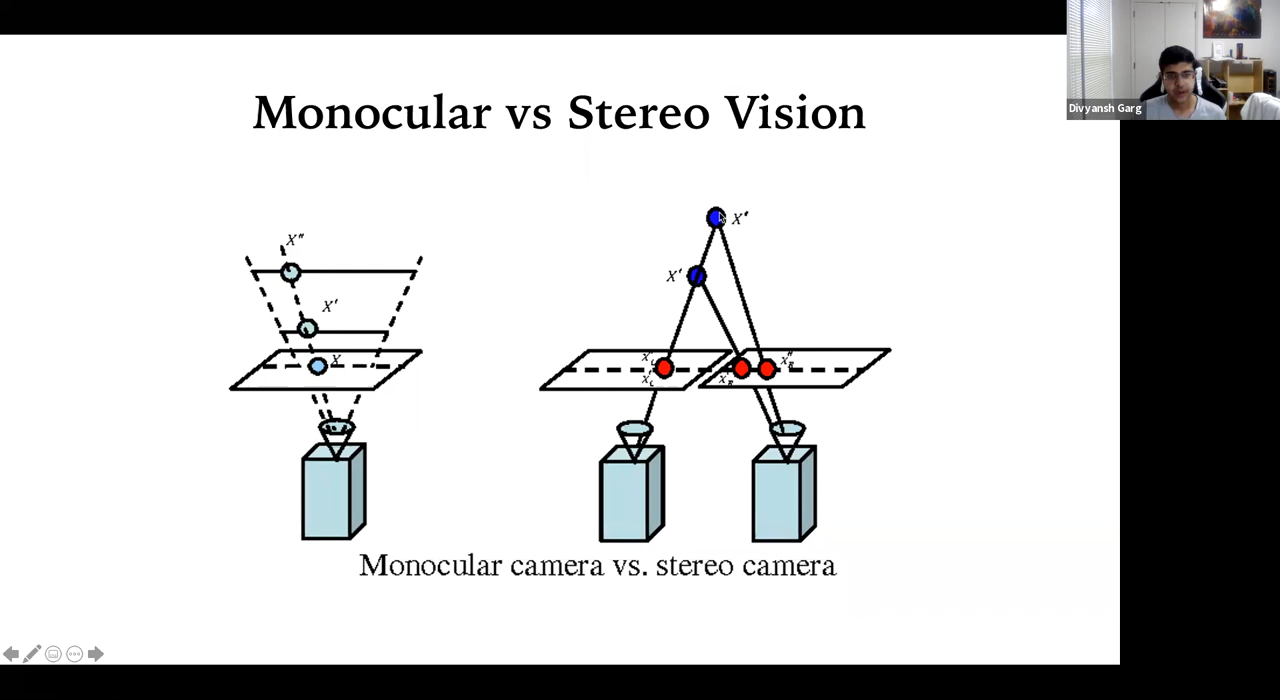 Monocular vs Stereo Vision
Divyansh Garg
X"
X'
X
X'
X'
Monocular camera vs. stereo camera